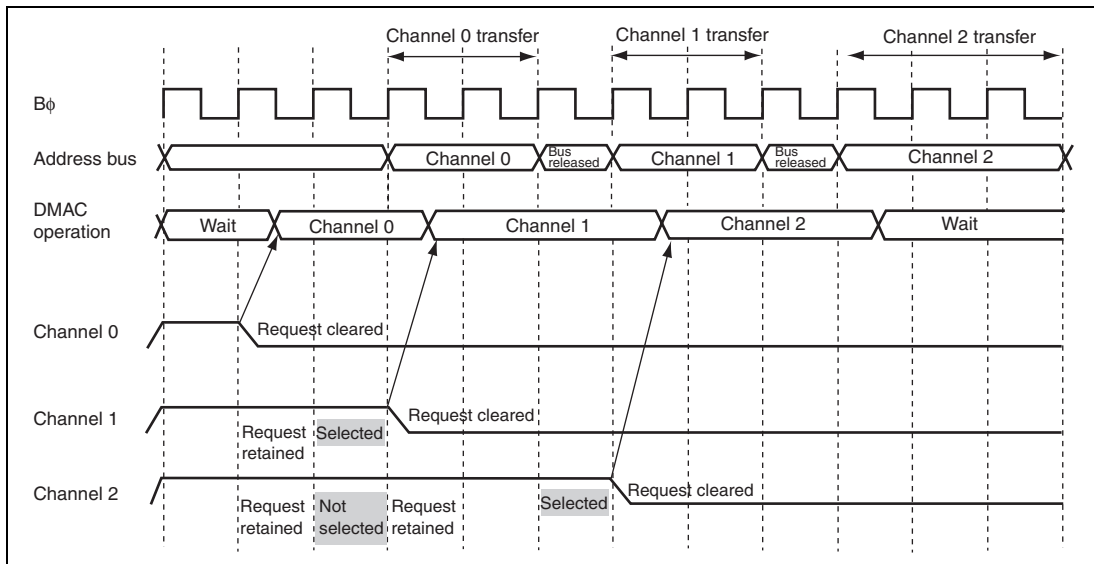 Channel 0 transfer Channel 1 transfer Channel 2 transfer
Bϕ
Address bus Channel 0 Bus released Channel 1 Bus released Channel 2
DMAC operation Wait Channel 0 Channel 1 Channel 2 Wait
Channel 0 Request cleared
Channel 1 Request cleared
Request retained Selected
Channel 2 Request cleared
Request retained Not selected Request retained Selected